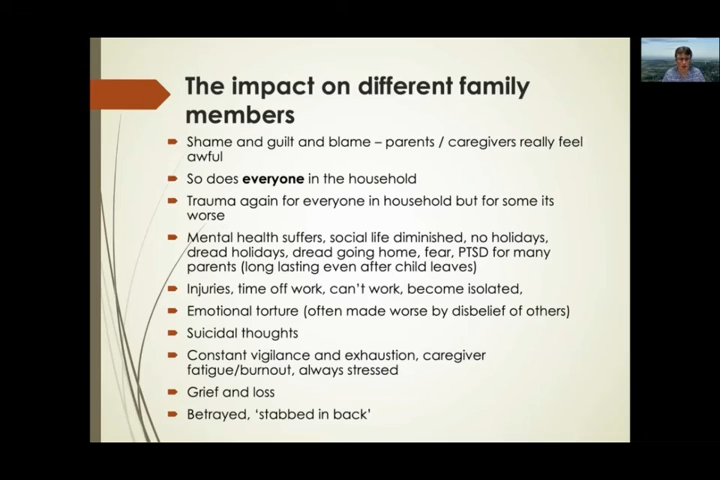 The impact on different family
members
Shame and guilt and blame – parents / caregivers really feel
awful
So does everyone in the household
Trauma again for everyone in household but for some its
worse
Mental health suffers, social life diminished, no holidays,
dread holidays, dread going home, fear, PTSD for many
parents (long lasting even after child leaves)
Injuries, time off work, can’t work, become isolated,
Emotional torture (often made worse by disbelief of others)
Suicidal thoughts
Constant vigilance and exhaustion, caregiver
fatigue/burnout, always stressed
Grief and loss
Betrayed, ‘stabbed in back’